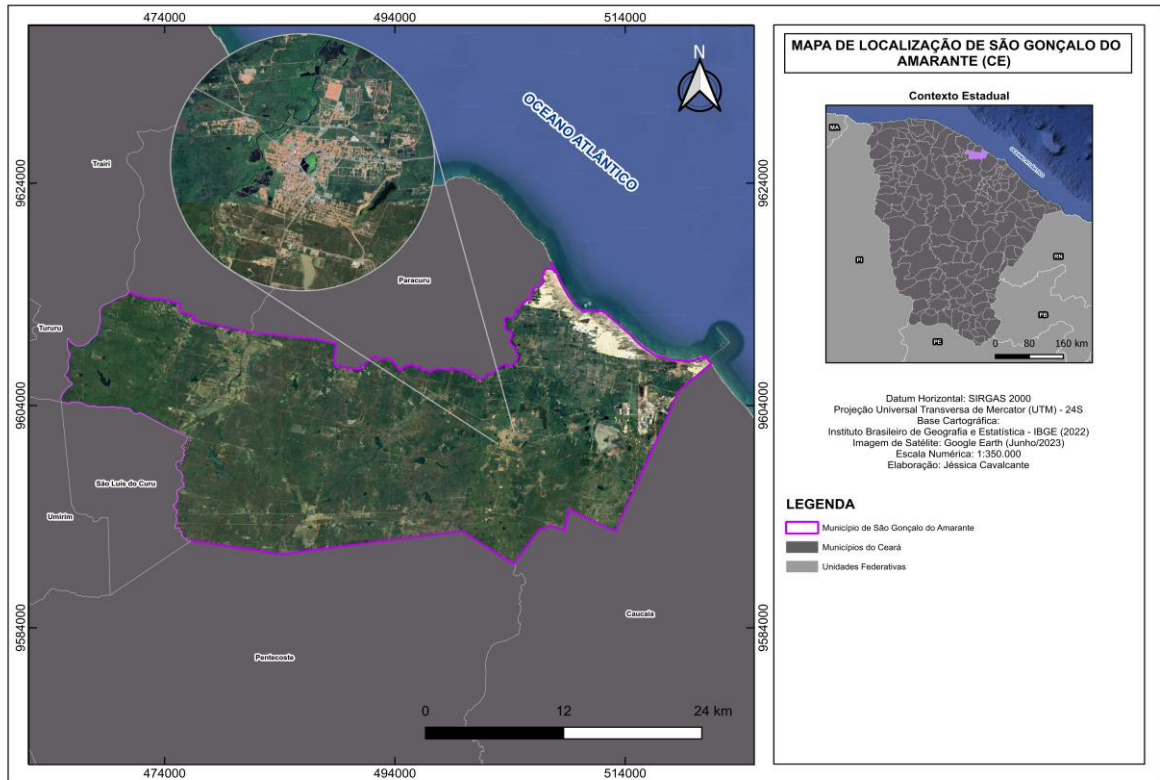 474000
494000
514000
N
OCEANO ATLÂNTICO
Trairi
9624000
9624000
Paracuru
Tururu
9604000
9604000
São Luís do Curu
Umirim
Caucaia
9584000
9584000
Pentecoste
0
12
24 km
474000
494000
514000
MAPA DE LOCALIZAÇÃO DE SÃO GONÇALO DO
AMARANTE (CE)
Contexto Estadual
MA
OCEANO ATLÂNTICO
PI
RN
PB
PE
0
80
160 km
Datum Horizontal: SIRGAS 2000
Projeção Universal Transversa de Mercator (UTM) - 24S
Base Cartográfica:
Instituto Brasileiro de Geografia e Estatística - IBGE (2022)
Imagem de Satélite: Google Earth (Junho/2023)
Escala Numérica: 1:350.000
Elaboração: Jéssica Cavalcante
LEGENDA
Município de São Gonçalo do Amarante
Municípios do Ceará
Unidades Federativas